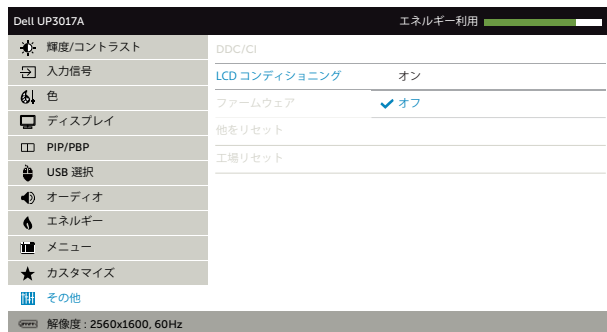 Dell UP3017A エネルギー利用
輝度/コントラスト
入力信号
色
ディスプレイ
PIP/PBP
USB 選択
オーディオ
エネルギー
メニュー
カスタマイズ
その他
DDC/CI
LCD コンディショニング オン
ファームウェア オフ
他をリセット
工場リセット
解像度 : 2560x1600, 60Hz